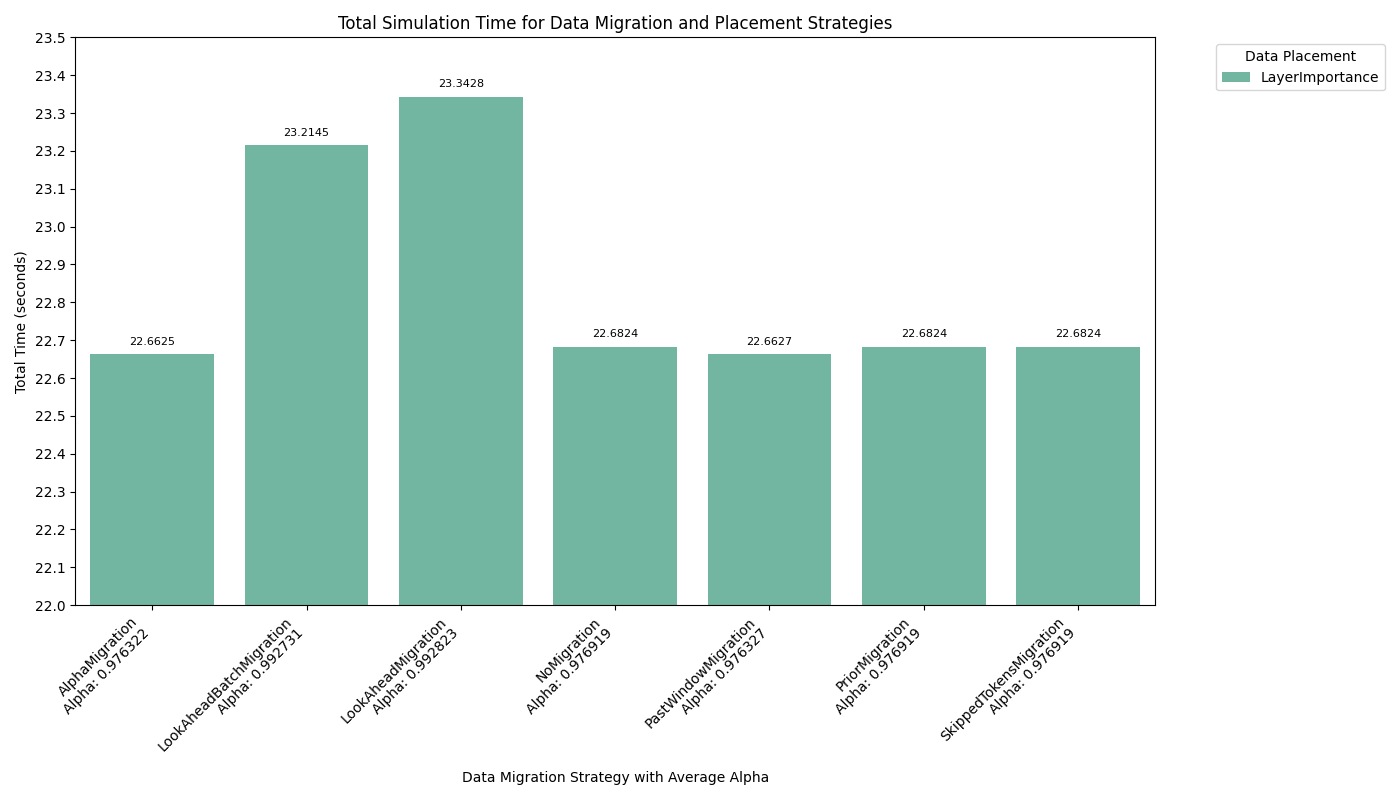 Total Simulation Time for Data Migration and Placement Strategies
Data Placement
LayerImportance
Total Time (seconds)
23.5
23.4
23.3
23.2
23.1
23.0
22.9
22.8
22.7
22.6
22.5
22.4
22.3
22.2
22.1
22.0
22.6625
23.2145
23.3428
22.6824
22.6627
22.6824
22.6824
AlphaMigration
Alpha: 0.976322
LookAheadBatchMigration
Alpha: 0.992731
LookAheadMigration
Alpha: 0.992823
NoMigration
Alpha: 0.976919
PastWindowMigration
Alpha: 0.976327
PriorMigration
Alpha: 0.976919
SkippedTokensMigration
Alpha: 0.976919
Data Migration Strategy with Average Alpha